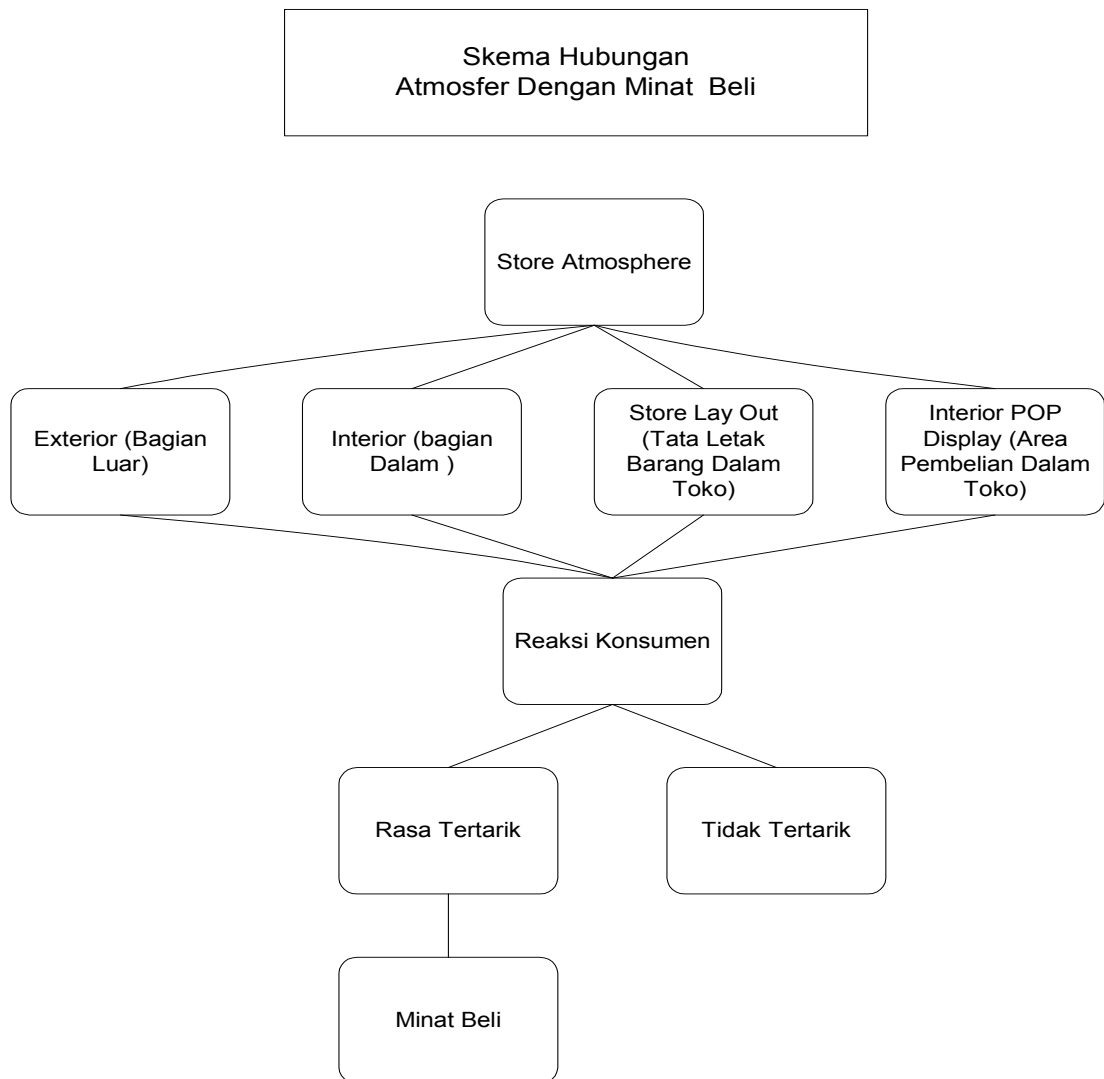 Skema Hubungan
Atmosfer Dengan Minat Beli
Store Atmosphere
Exterior (Bagian
Luar)
Interior (bagian
Dalam )
Store Lay Out
(Tata Letak
Barang Dalam
Toko)
Interior POP
Display (Area
Pembelian Dalam
Toko)
Reaksi Konsumen
Rasa Tertarik
Tidak Tertarik
Minat Beli